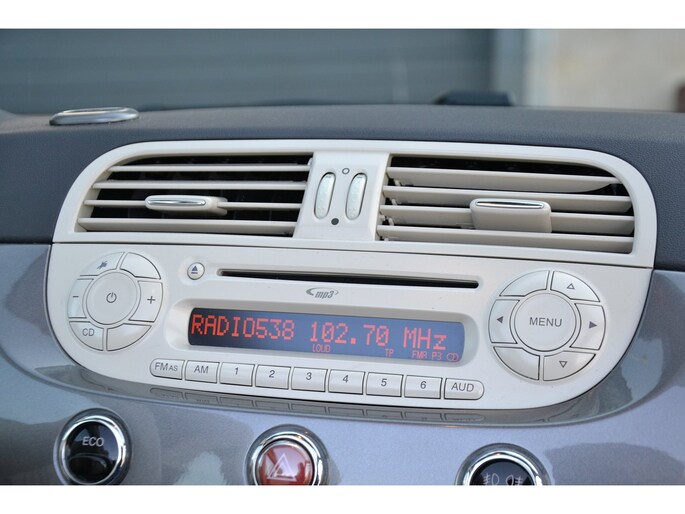 mp3
CD
MENU
RADIO538 102.70 MHz
LOUD TP FMA P3
FM AS AM 1 2 3 4 5 6 AUD
ECO